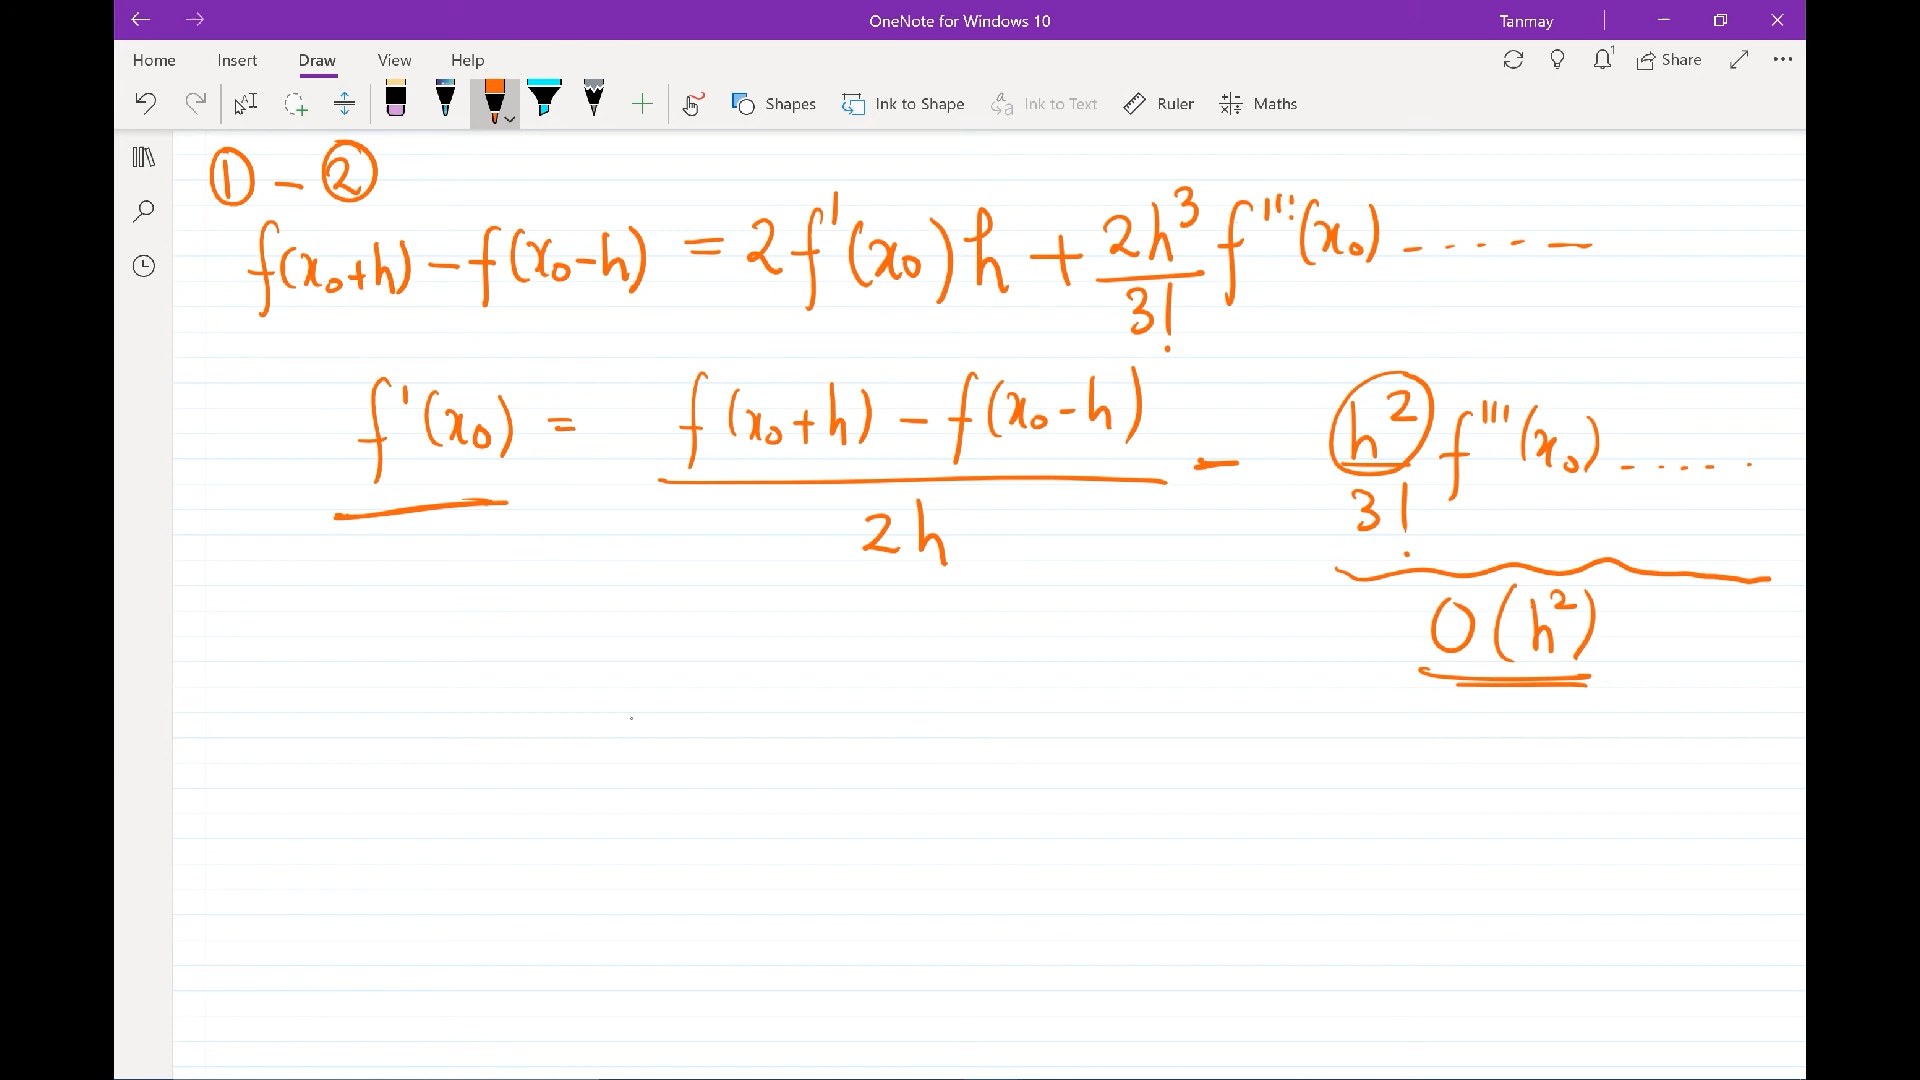 OneNote for Windows 10
Tanmay
Home Insert Draw View Help
1 Share
Shapes Ink to Shape Ink to Text Ruler Maths
① - ②
f(x₀+h) - f(x₀-h) = 2f'(x₀)h + 2h³/3! f'''(x₀) ..... -
f'(x₀) = f(x₀+h) - f(x₀-h) / 2h - h²/3! f'''(x₀) ......
O(h²)